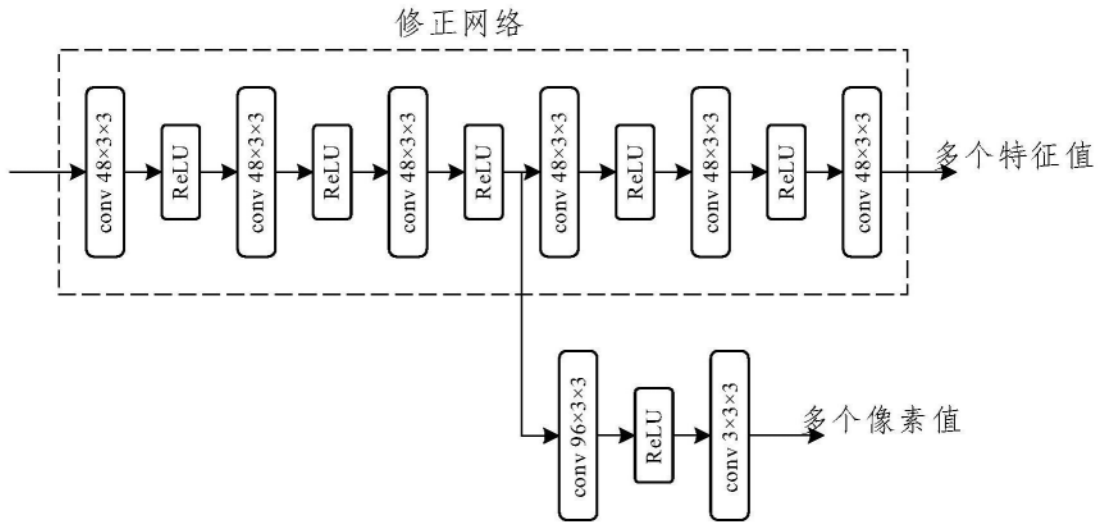 修正网络
conv 48×3×3
ReLU
conv 48×3×3
ReLU
conv 48×3×3
ReLU
conv 48×3×3
ReLU
conv 48×3×3
ReLU
conv 48×3×3
多个特征值
conv 96×3×3
ReLU
conv 3×3×3
多个像素值